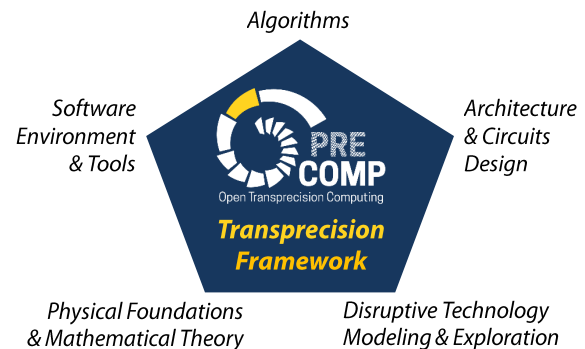 Algorithms
Software
Environment
& Tools
Architecture
& Circuits
Design
PRE
COMP
Open Transprecision Computing
Transprecision
Framework
Physical Foundations
& Mathematical Theory
Disruptive Technology
Modeling & Exploration